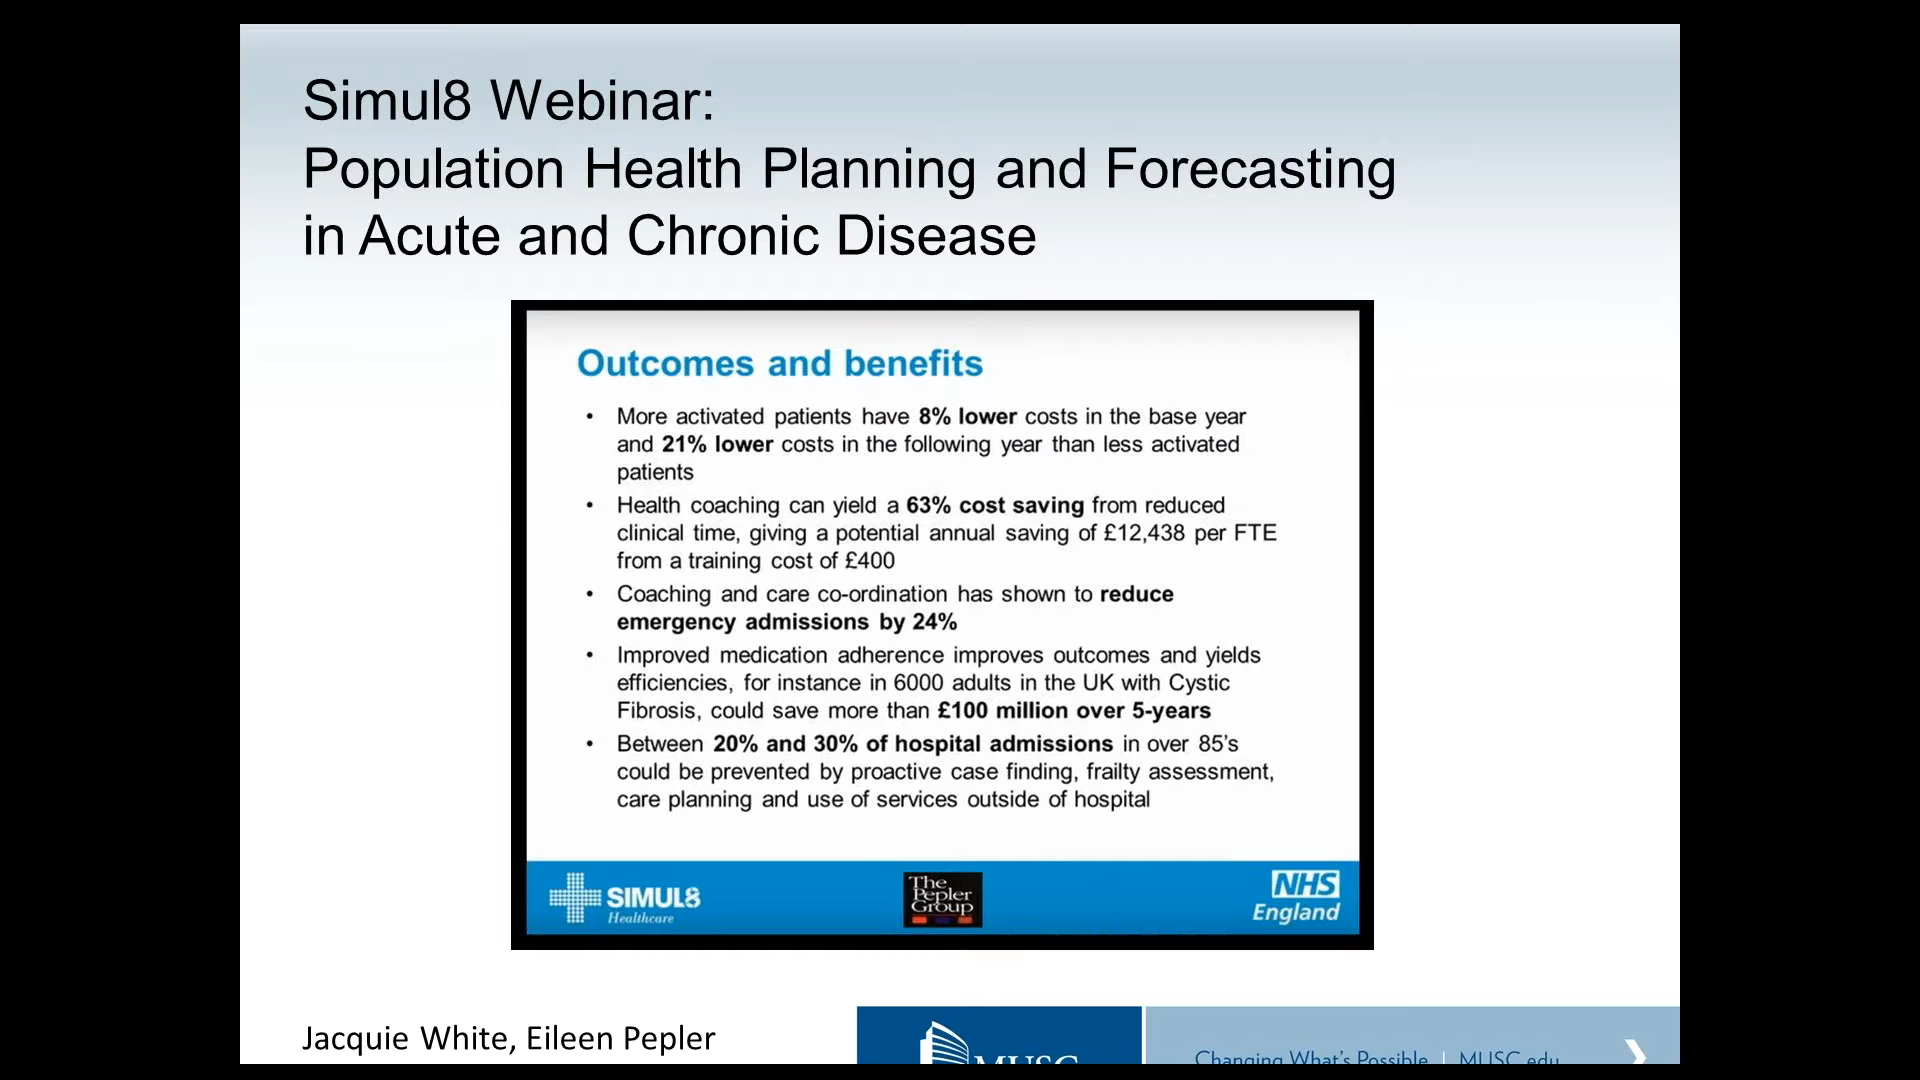 Simul8 Webinar:
Population Health Planning and Forecasting
in Acute and Chronic Disease
Outcomes and benefits
• More activated patients have 8% lower costs in the base year
and 21% lower costs in the following year than less activated
patients
• Health coaching can yield a 63% cost saving from reduced
clinical time, giving a potential annual saving of £12,438 per FTE
from a training cost of £400
• Coaching and care co-ordination has shown to reduce
emergency admissions by 24%
• Improved medication adherence improves outcomes and yields
efficiencies, for instance in 6000 adults in the UK with Cystic
Fibrosis, could save more than £100 million over 5-years
• Between 20% and 30% of hospital admissions in over 85’s
could be prevented by proactive case finding, frailty assessment,
care planning and use of services outside of hospital
SIMUL8
Healthcare
The
Pepler
Group
NHS
England
Jacquie White, Eileen Pepler
MUSC
Changing What’s Possible | MUSC.edu